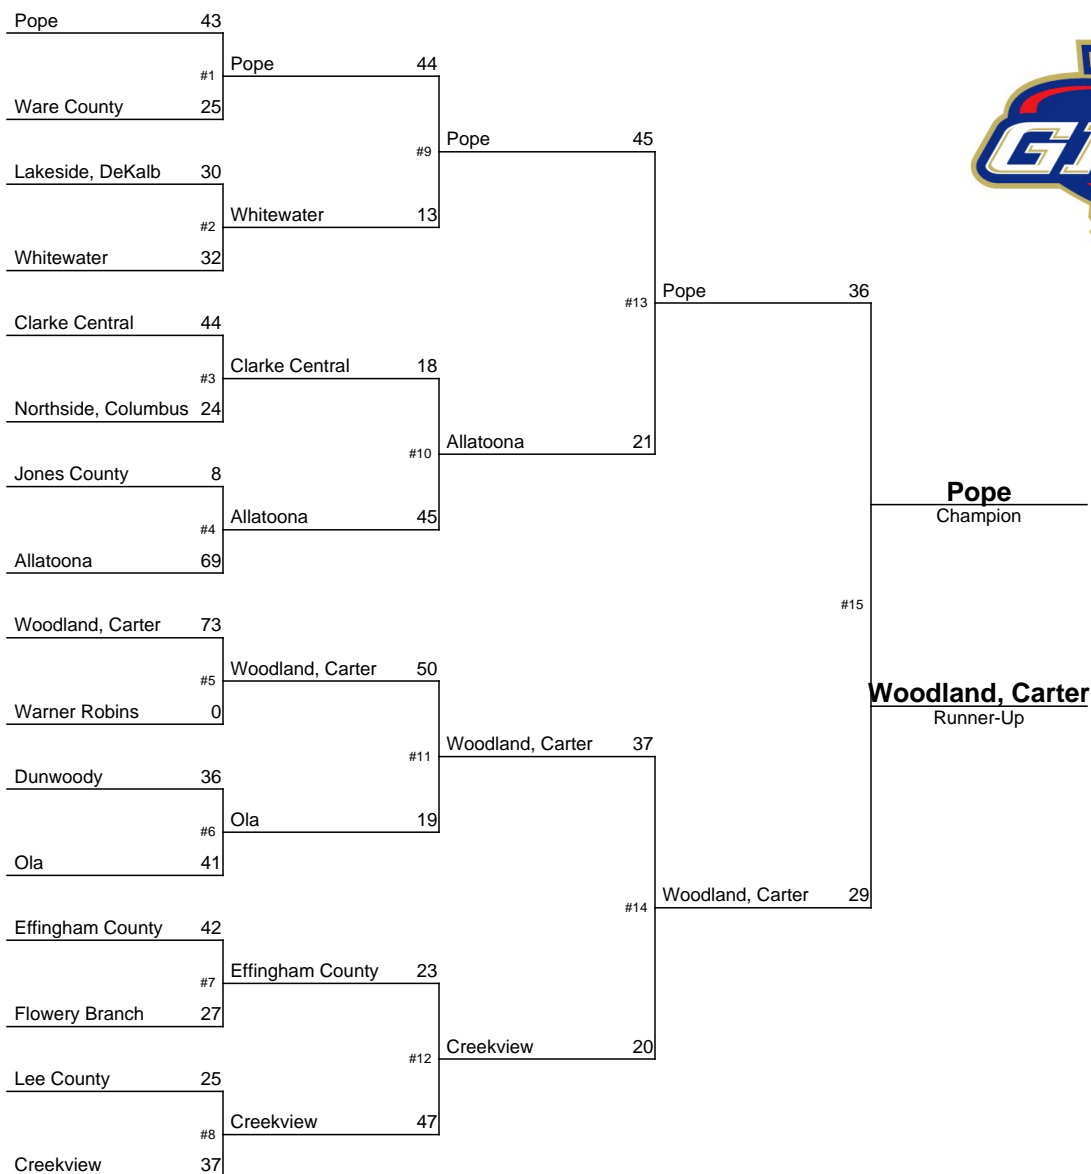 Pope 43
#1
Ware County 25
Lakeside, DeKalb 30
#2
Whitewater 32
Clarke Central 44
#3
Northside, Columbus 24
Jones County 8
#4
Allatoona 69
Woodland, Carter 73
#5
Warner Robins 0
Dunwoody 36
#6
Ola 41
Effingham County 42
#7
Flowery Branch 27
Lee County 25
#8
Creekview 37
Pope 44
#9
Whitewater 13
Clarke Central 18
#10
Allatoona 45
Woodland, Carter 50
#11
Ola 19
Effingham County 23
#12
Creekview 47
Pope 45
#13
Allatoona 21
Woodland, Carter 37
#14
Creekview 20
Pope 36
#15
Woodland, Carter 29
Pope
Champion
Woodland, Carter
Runner-Up